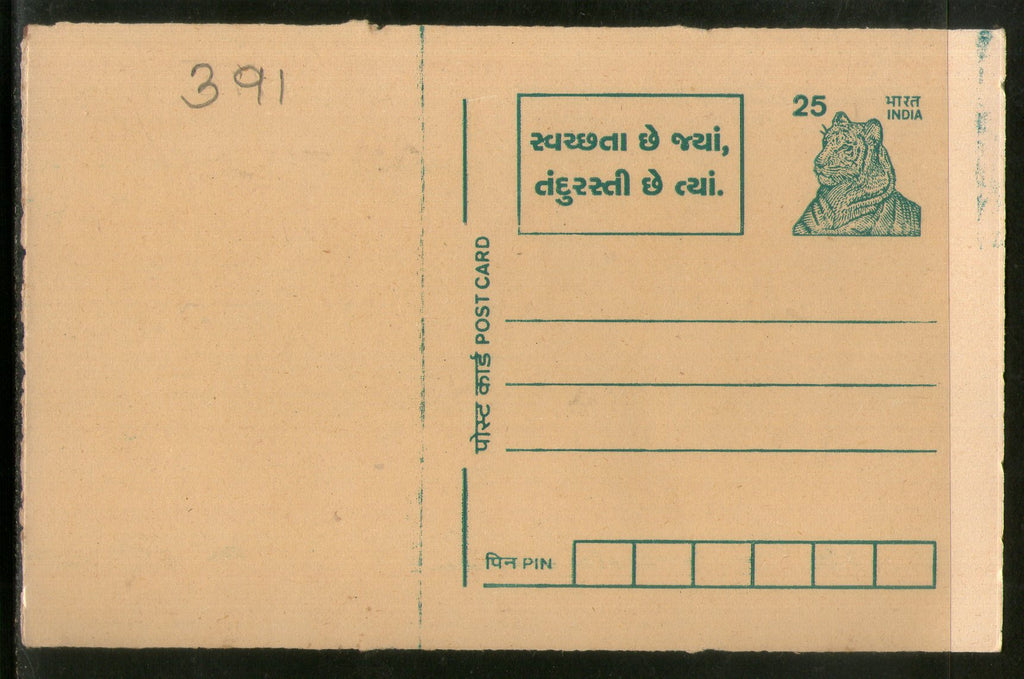 391
સ્વચ્છતા છે જ્યાં,
તંદુરસ્તી છે ત્યાં.
25
भारत
INDIA
पोस्ट कार्ड POST CARD
पिन PIN